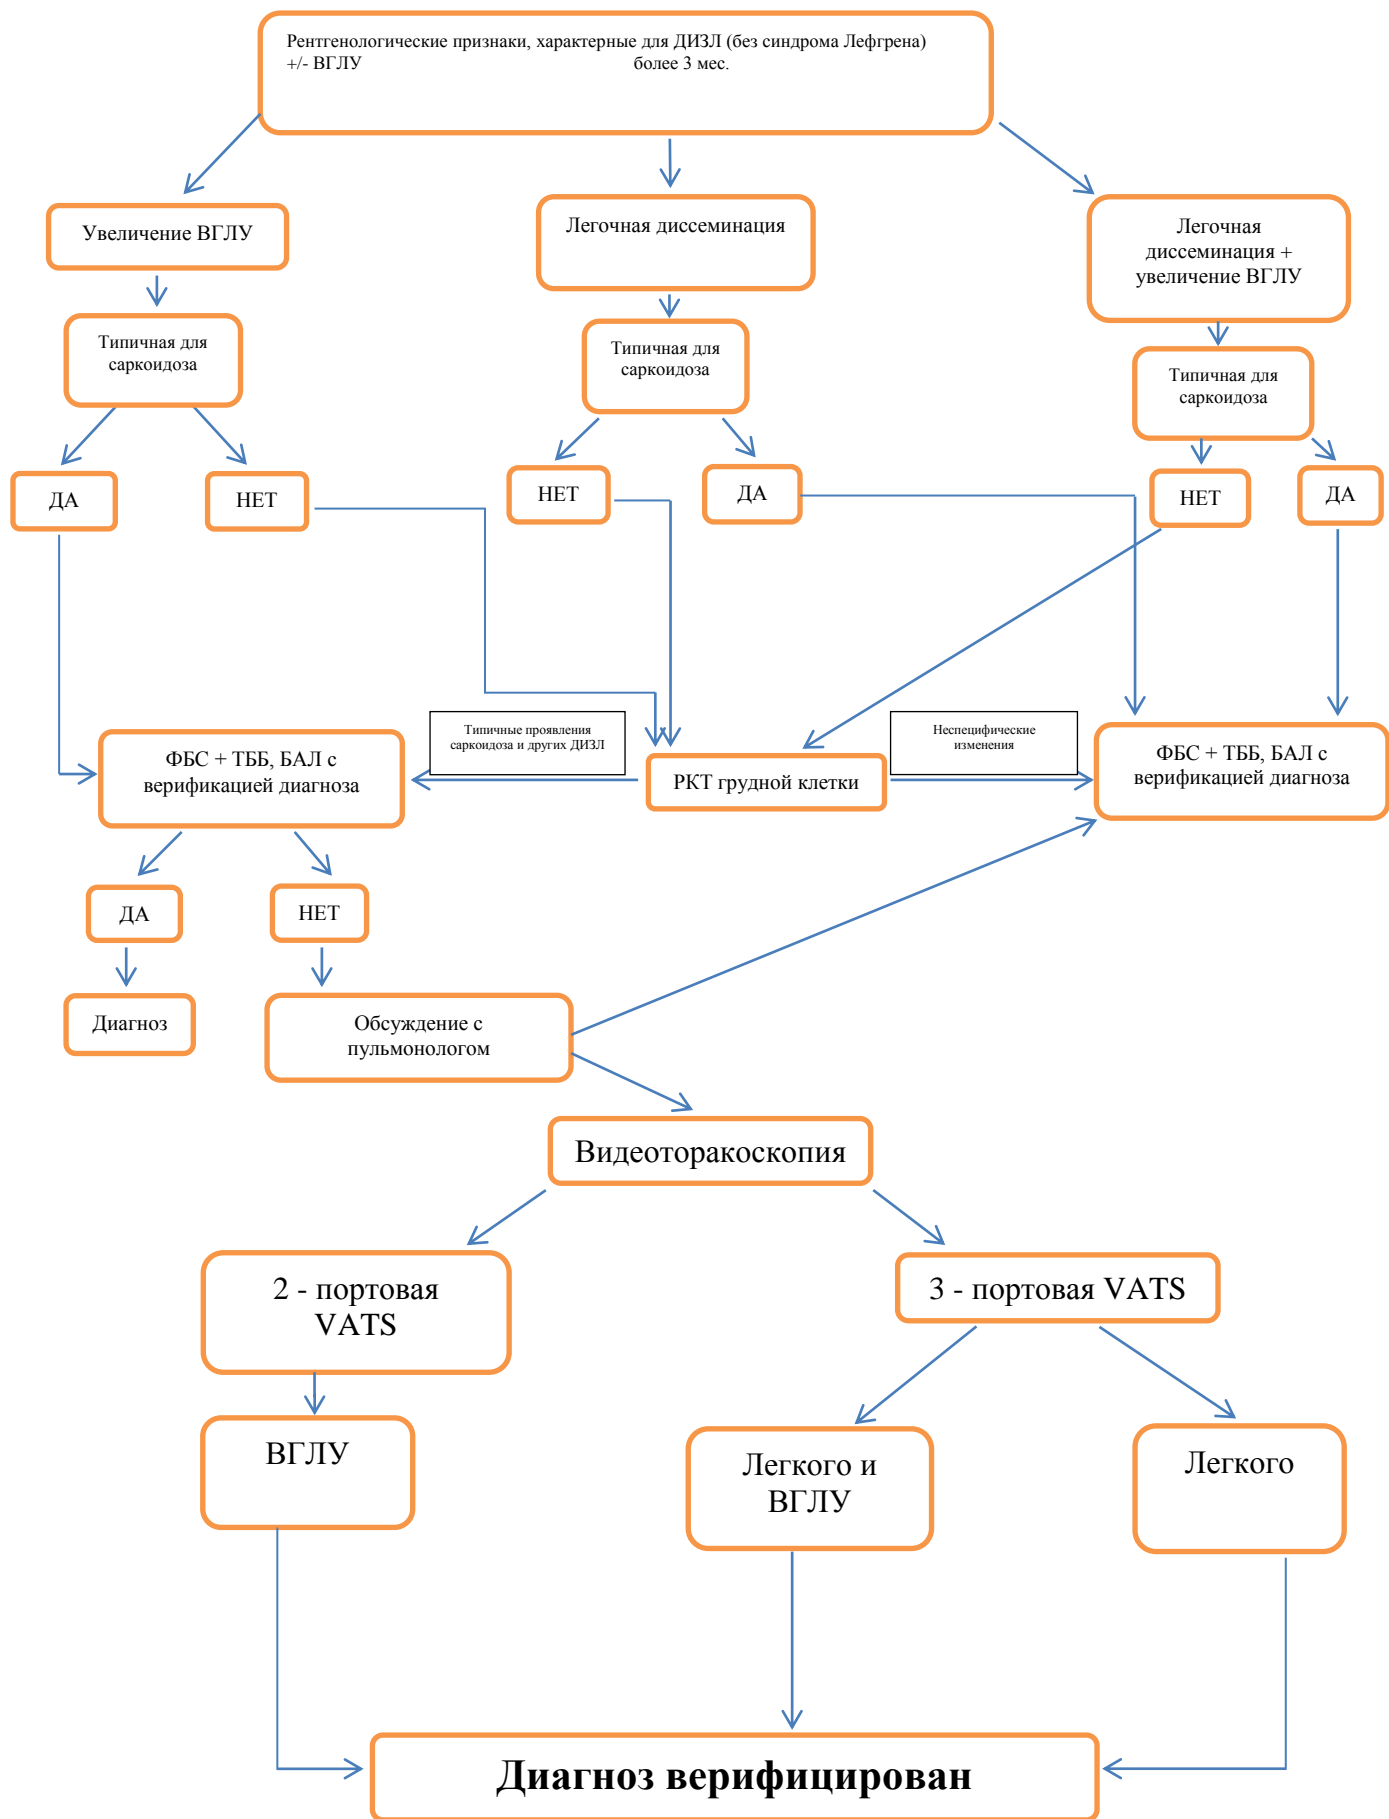 Рентгенологические признаки, характерные для ДИЗЛ (без синдрома Лефгрена)
+/- ВГЛУ более 3 мес.
Увеличение ВГЛУ
Легочная диссеминация
Легочная
диссеминация +
увеличение ВГЛУ
Типичная для
саркоидоза
Типичная для
саркоидоза
Типичная для
саркоидоза
ДА
НЕТ
НЕТ
ДА
НЕТ
ДА
Типичные проявления
саркоидоза и других ДИЗЛ
Неспецифические
изменения
ФБС + ТББ, БАЛ с
верификацией диагноза
РКТ грудной клетки
ФБС + ТББ, БАЛ с
верификацией диагноза
ДА
НЕТ
Диагноз
Обсуждение с
пульмонологом
Видеоторакоскопия
2 - портовая
VATS
3 - портовая VATS
ВГЛУ
Легкого и
ВГЛУ
Легкого
Диагноз верифицирован